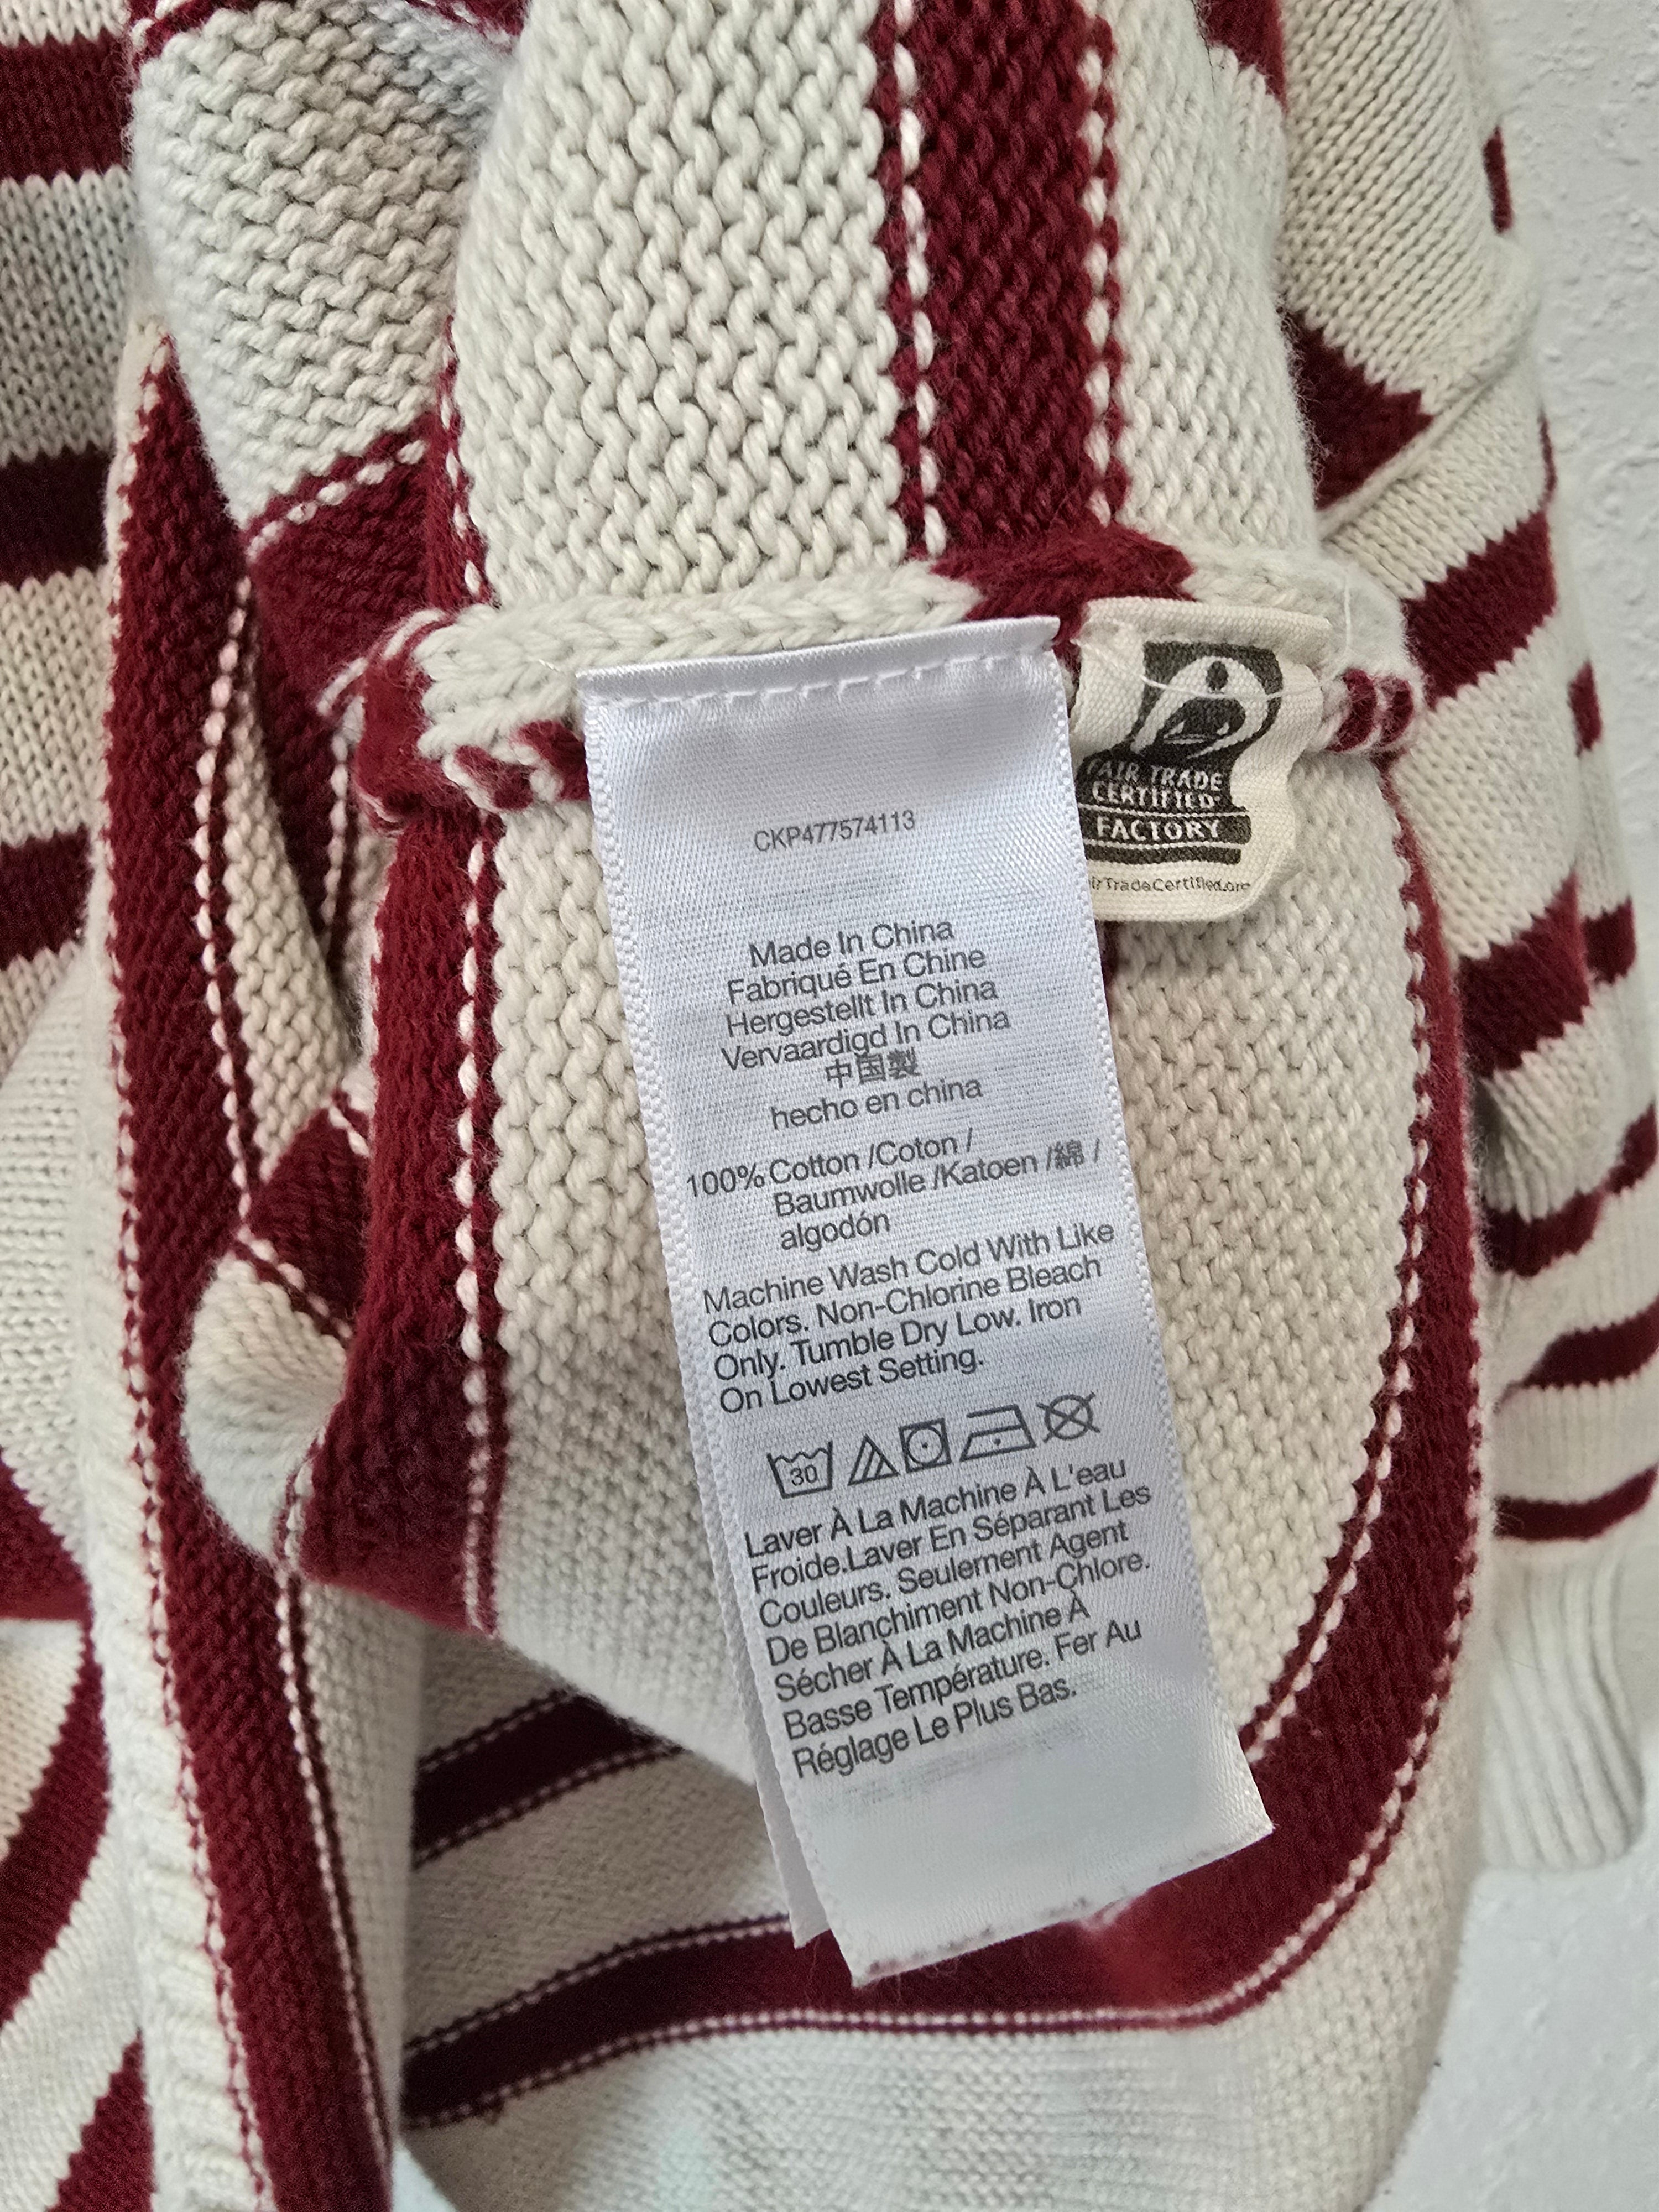 CKP477574113
Made In China
Fabriqué En Chine
Hergestellt In China
Vervaardigd In China
中国製
hecho en china
100% Cotton /Coton /
Baumwolle /Katoen /綿 /
algodón
Machine Wash Cold With Like
Colors. Non-Chlorine Bleach
Only. Tumble Dry Low. Iron
On Lowest Setting.
30
Laver À La Machine À L'eau
Froide.Laver En Séparant Les
Couleurs. Seulement Agent
De Blanchiment Non-Chlore.
Sécher À La Machine À
Basse Température. Fer Au
Réglage Le Plus Bas.
FAIR TRADE
CERTIFIED
FACTORY
irTradeCertified.org